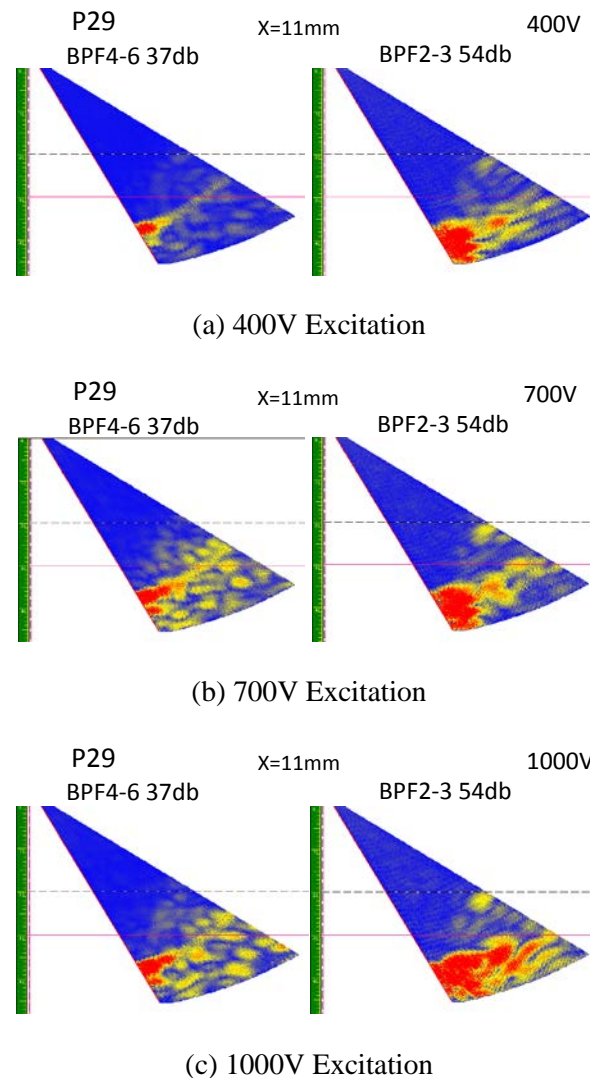 P29 X=11mm 400V
BPF4-6 37db BPF2-3 54db
(a) 400V Excitation
P29 X=11mm 700V
BPF4-6 37db BPF2-3 54db
(b) 700V Excitation
P29 X=11mm 1000V
BPF4-6 37db BPF2-3 54db
(c) 1000V Excitation